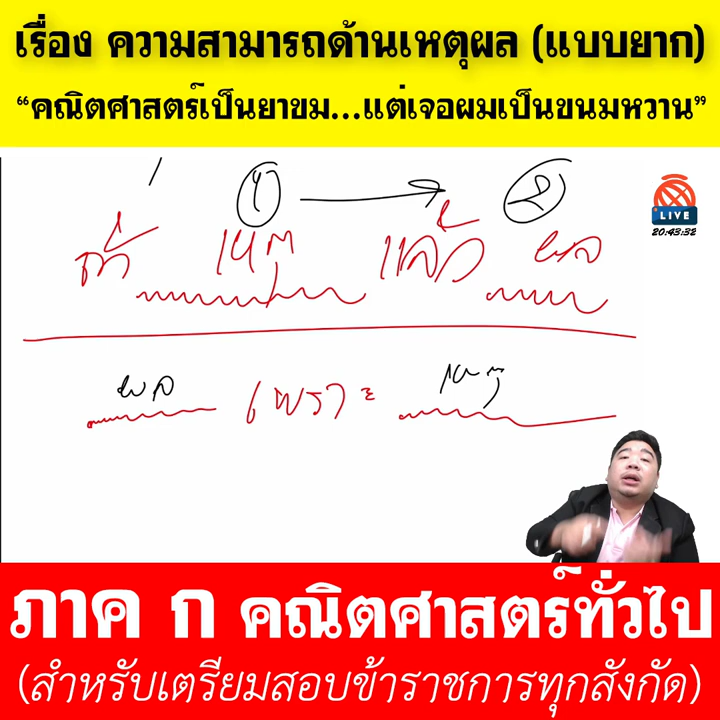 เรื่อง ความสามารถด้านเหตุผล (แบบยาก)
“คณิตศาสตร์เป็นยาขม...แต่เจอผมเป็นขนมหวาน”
1 2
LIVE
20:43:32
ถ้า เหตุ แล้ว ผล
ผล เพราะ เหตุ
ภาค ก คณิตศาสตร์ทั่วไป
(สำหรับเตรียมสอบข้าราชการทุกสังกัด)